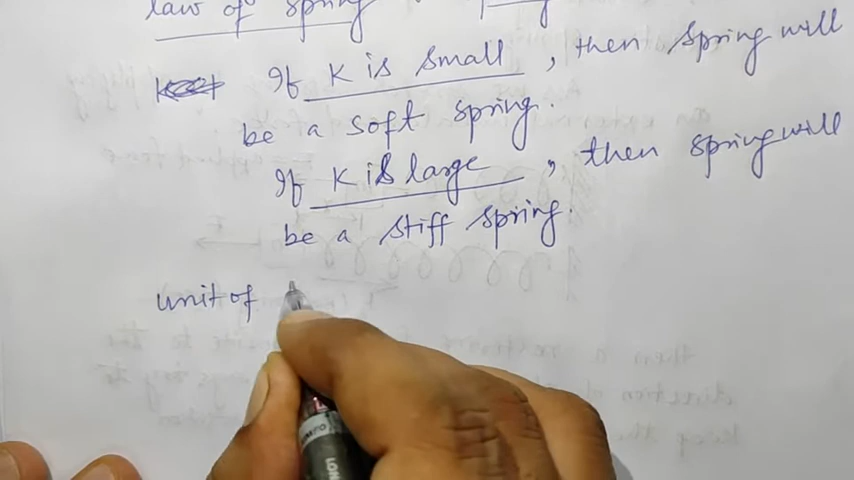 law of spring
If K is small, then spring will
be a soft spring.
If K is large, then spring will
be a stiff spring.
unit of